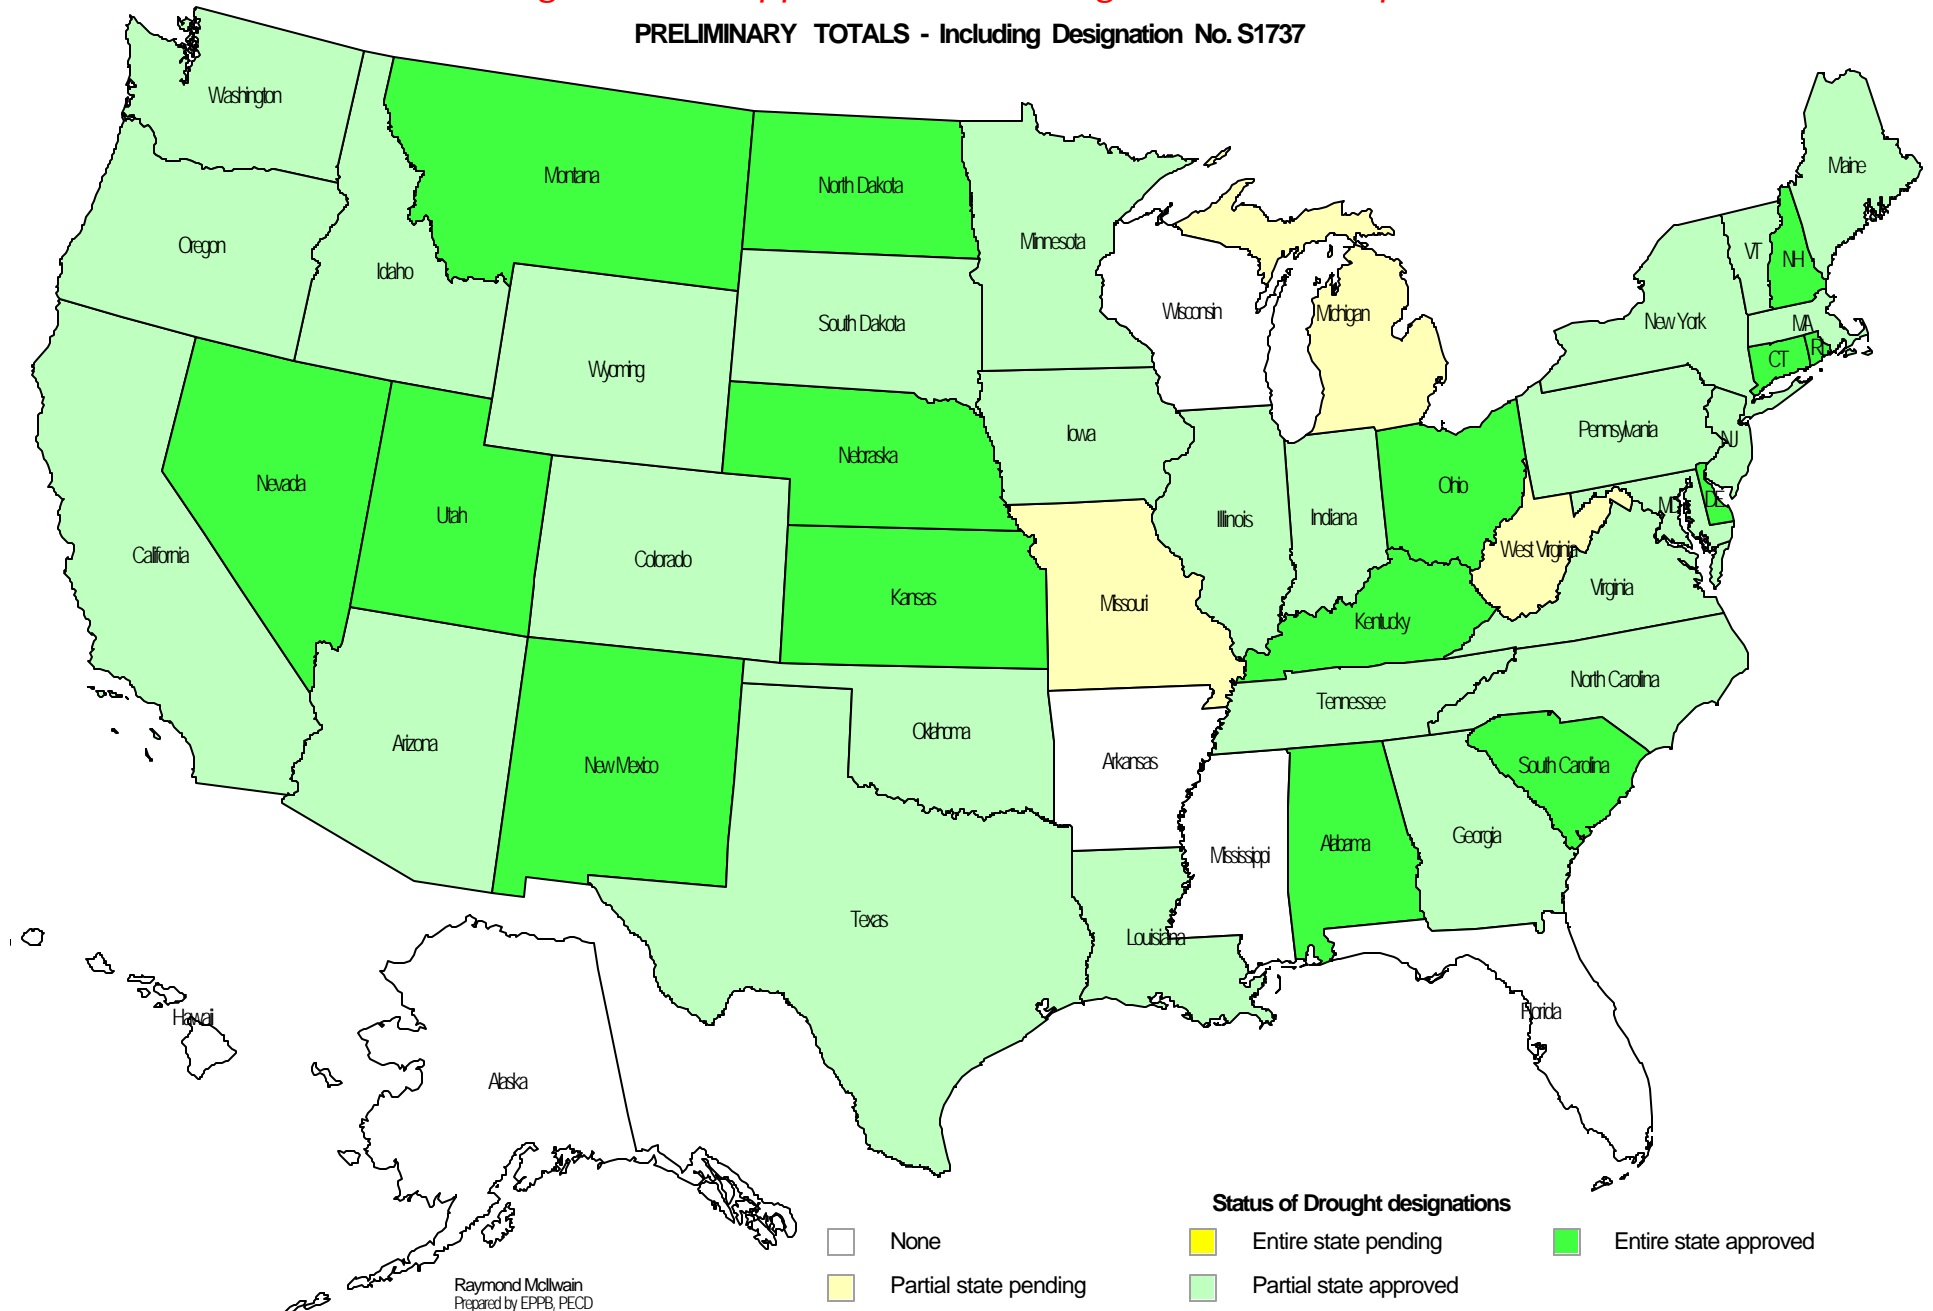 PRELIMINARY TOTALS - Including Designation No. S1737
Washington
Montana
North Dakota
Minnesota
Maine
Oregon
Idaho
VT
NH
South Dakota
Wisconsin
Michigan
New York
MA
Wyoming
CT
RI
Nebraska
Iowa
Pennsylvania
NJ
Nevada
Utah
Ohio
MD
DE
California
Colorado
Illinois
Indiana
West Virginia
Kansas
Missouri
Virginia
Kentucky
Arizona
New Mexico
Oklahoma
Tennessee
North Carolina
Arkansas
South Carolina
Texas
Mississippi
Alabama
Georgia
Louisiana
Hawaii
Florida
Alaska
Status of Drought designations
None
Entire state pending
Entire state approved
Partial state pending
Partial state approved
Raymond McIlwain
Prepared by EPPB, PECD